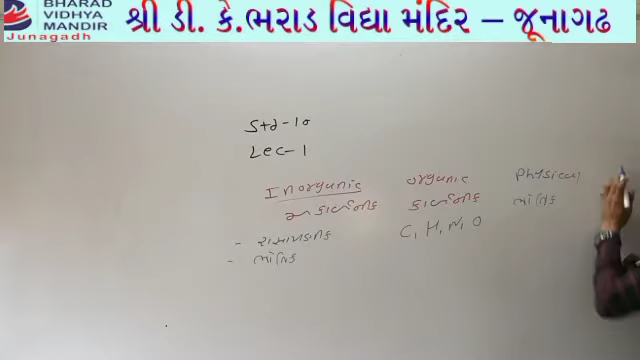 BHARAD
VIDHYA
MANDIR
Junagadh
શ્રી ડી. કે.ભરાડ વિદ્યા મંદિર – જૂનાગઢ
Std-10
Lec-1
Inorganic organic Physical
અકાર્બનીક કાર્બનીક ભૌતિક
- રાસાયણીક C, H, N, O
- ભૌતિક